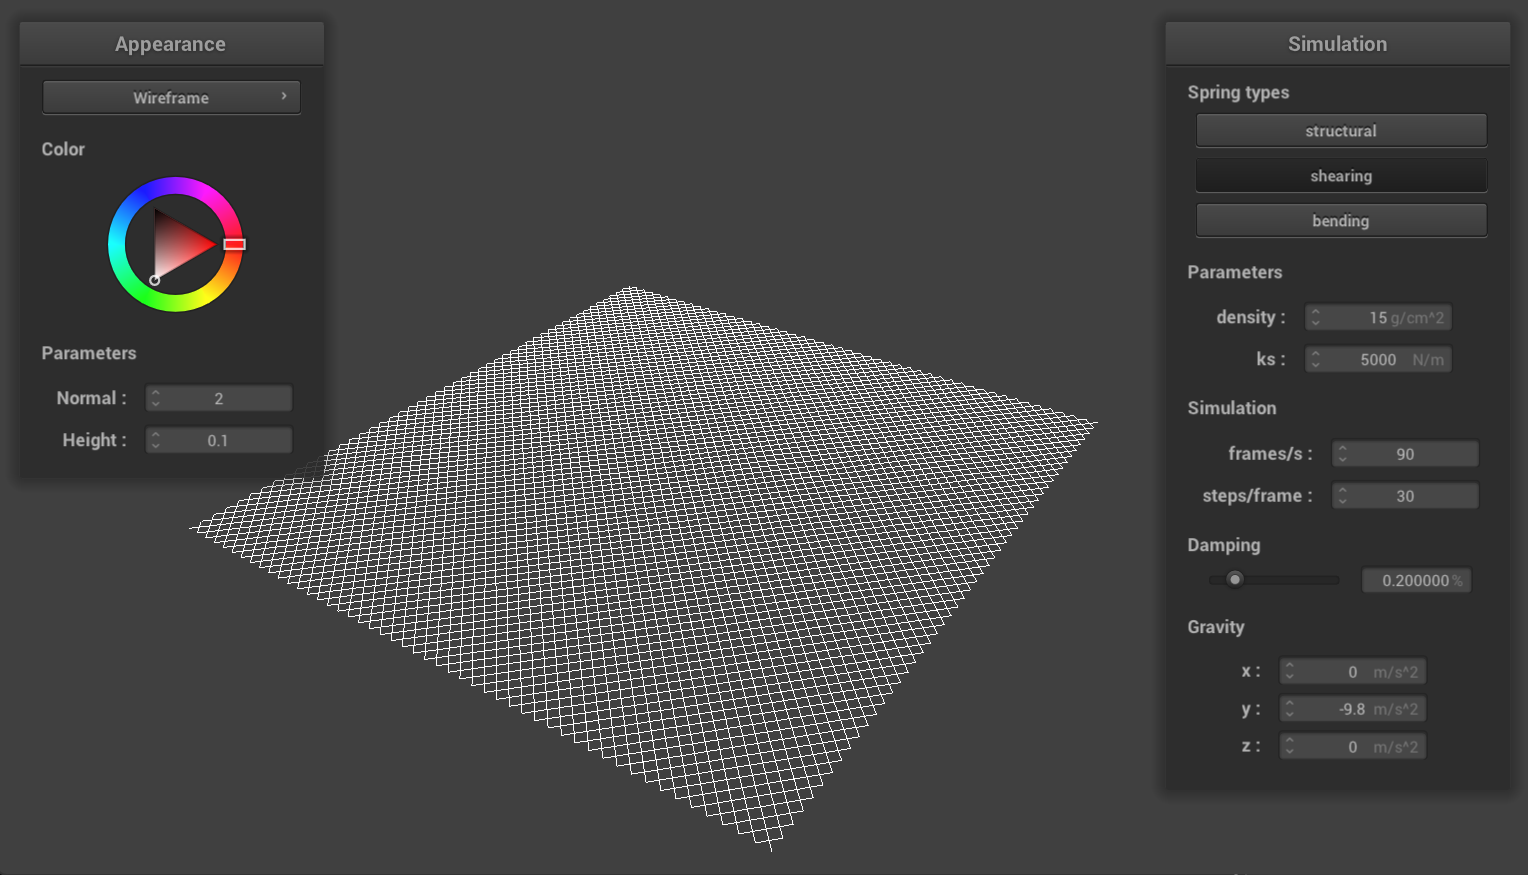 Appearance
Wireframe
Color
Parameters
Normal : 2
Height : 0.1
Simulation
Spring types
structural
shearing
bending
Parameters
density : 15 g/cm^2
ks : 5000 N/m
Simulation
frames/s : 90
steps/frame : 30
Damping
0.200000 %
Gravity
x : 0 m/s^2
y : -9.8 m/s^2
z : 0 m/s^2